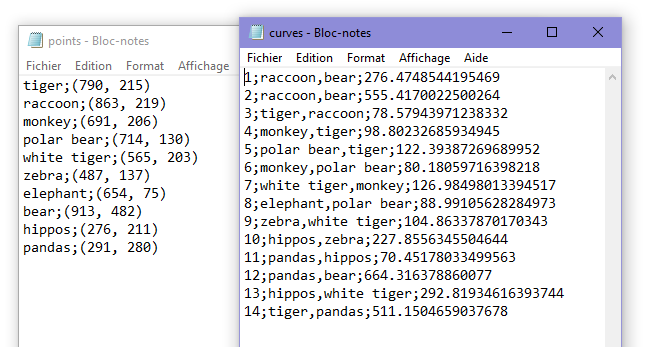 points - Bloc-notes
Fichier Edition Format Affichage
tiger;(790, 215)
raccoon;(863, 219)
monkey;(691, 206)
polar bear;(714, 130)
white tiger;(565, 203)
zebra;(487, 137)
elephant;(654, 75)
bear;(913, 482)
hippos;(276, 211)
pandas;(291, 280)
curves - Bloc-notes
Fichier Edition Format Affichage Aide
1;raccoon,bear;276.4748544195469
2;raccoon,bear;555.4170022500264
3;tiger,raccoon;78.57943971238332
4;monkey,tiger;98.80232685934945
5;polar bear,tiger;122.39387269689952
6;monkey,polar bear;80.18059716398218
7;white tiger,monkey;126.98498013394517
8;elephant,polar bear;88.99105628284973
9;zebra,white tiger;104.86337870170343
10;hippos,zebra;227.8556345504644
11;pandas,hippos;70.45178033499563
12;pandas,bear;664.316378860077
13;hippos,white tiger;292.81934616393744
14;tiger,pandas;511.1504659037678